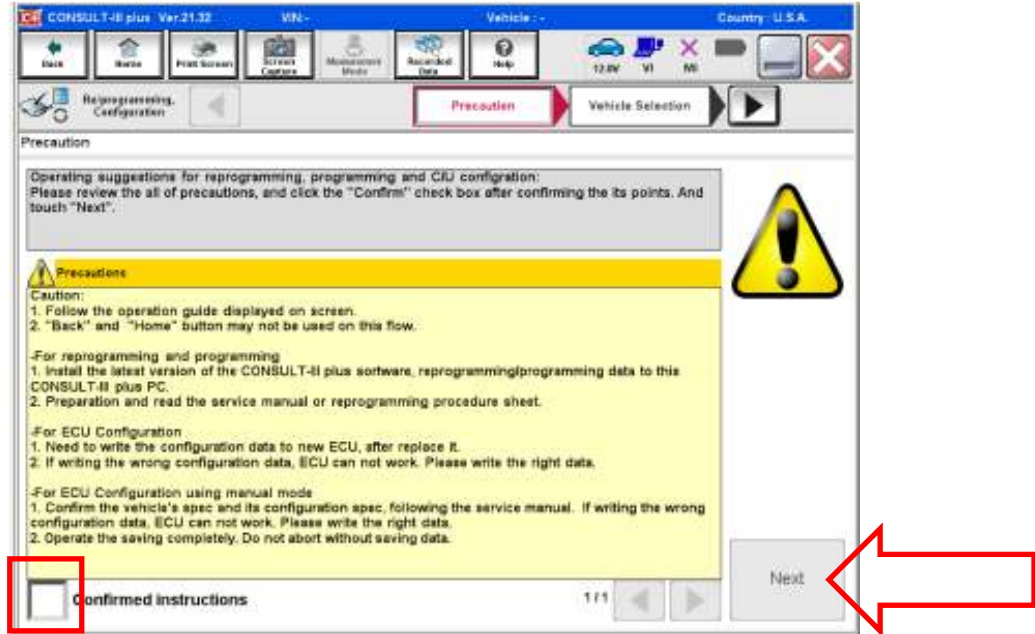 CONSULT-III plus Ver.21.32 VIN:- Vehicle : - Country : U.S.A.
Back Home Print Screen Screen Capture Measurement Mode Recorded Data Help 12.0V VI MI
Re/programming, Configuration Precaution Vehicle Selection
Precaution
Operating suggestions for reprogramming, programming and C/U configration:
Please review the all of precautions, and click the "Confirm" check box after confirming the its points. And
touch "Next".
Precautions
Caution:
1. Follow the operation guide displayed on screen.
2. "Back" and "Home" button may not be used on this flow.
-For reprogramming and programming
1. Install the latest version of the CONSULT-III plus sortware, reprogramming/programming data to this
CONSULT-III plus PC.
2. Preparation and read the service manual or reprogramming procedure sheet.
-For ECU Configuration
1. Need to write the configuration data to new ECU, after replace it.
2. If writing the wrong configuration data, ECU can not work. Please write the right data.
-For ECU Configuration using manual mode
1. Confirm the vehicle's spec and its configuration spec, following the service manual. If writing the wrong
configuration data, ECU can not work. Please write the right data.
2. Operate the saving completely. Do not abort without saving data.
Confirmed instructions 1/1 Next